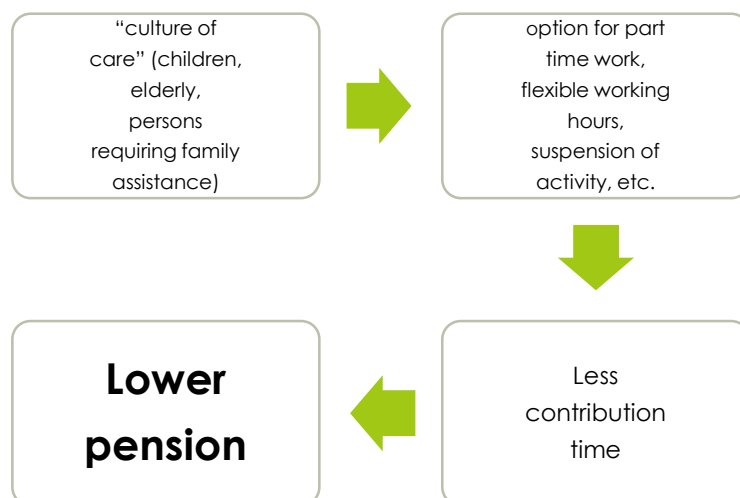 “culture of
care” (children,
elderly,
persons
requiring family
assistance)
option for part
time work,
flexible working
hours,
suspension of
activity, etc.
Less
contribution
time
Lower
pension